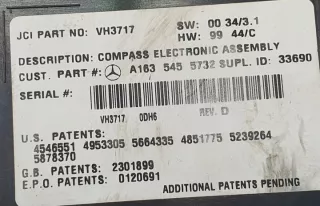 JCI PART NO: VH3717 SW: 00 34/3.1
HW: 99 44/C
DESCRIPTION: COMPASS ELECTRONIC ASSEMBLY
CUST. PART #: A163 545 5732 SUPL. ID: 33690
SERIAL #:
VH3717 0DH6 REV. D
U.S. PATENTS:
4546551 4953305 5664335 4851775 5239264
5878370
G.B. PATENTS: 2301899
E.P.O. PATENTS: 0120691
ADDITIONAL PATENTS PENDING